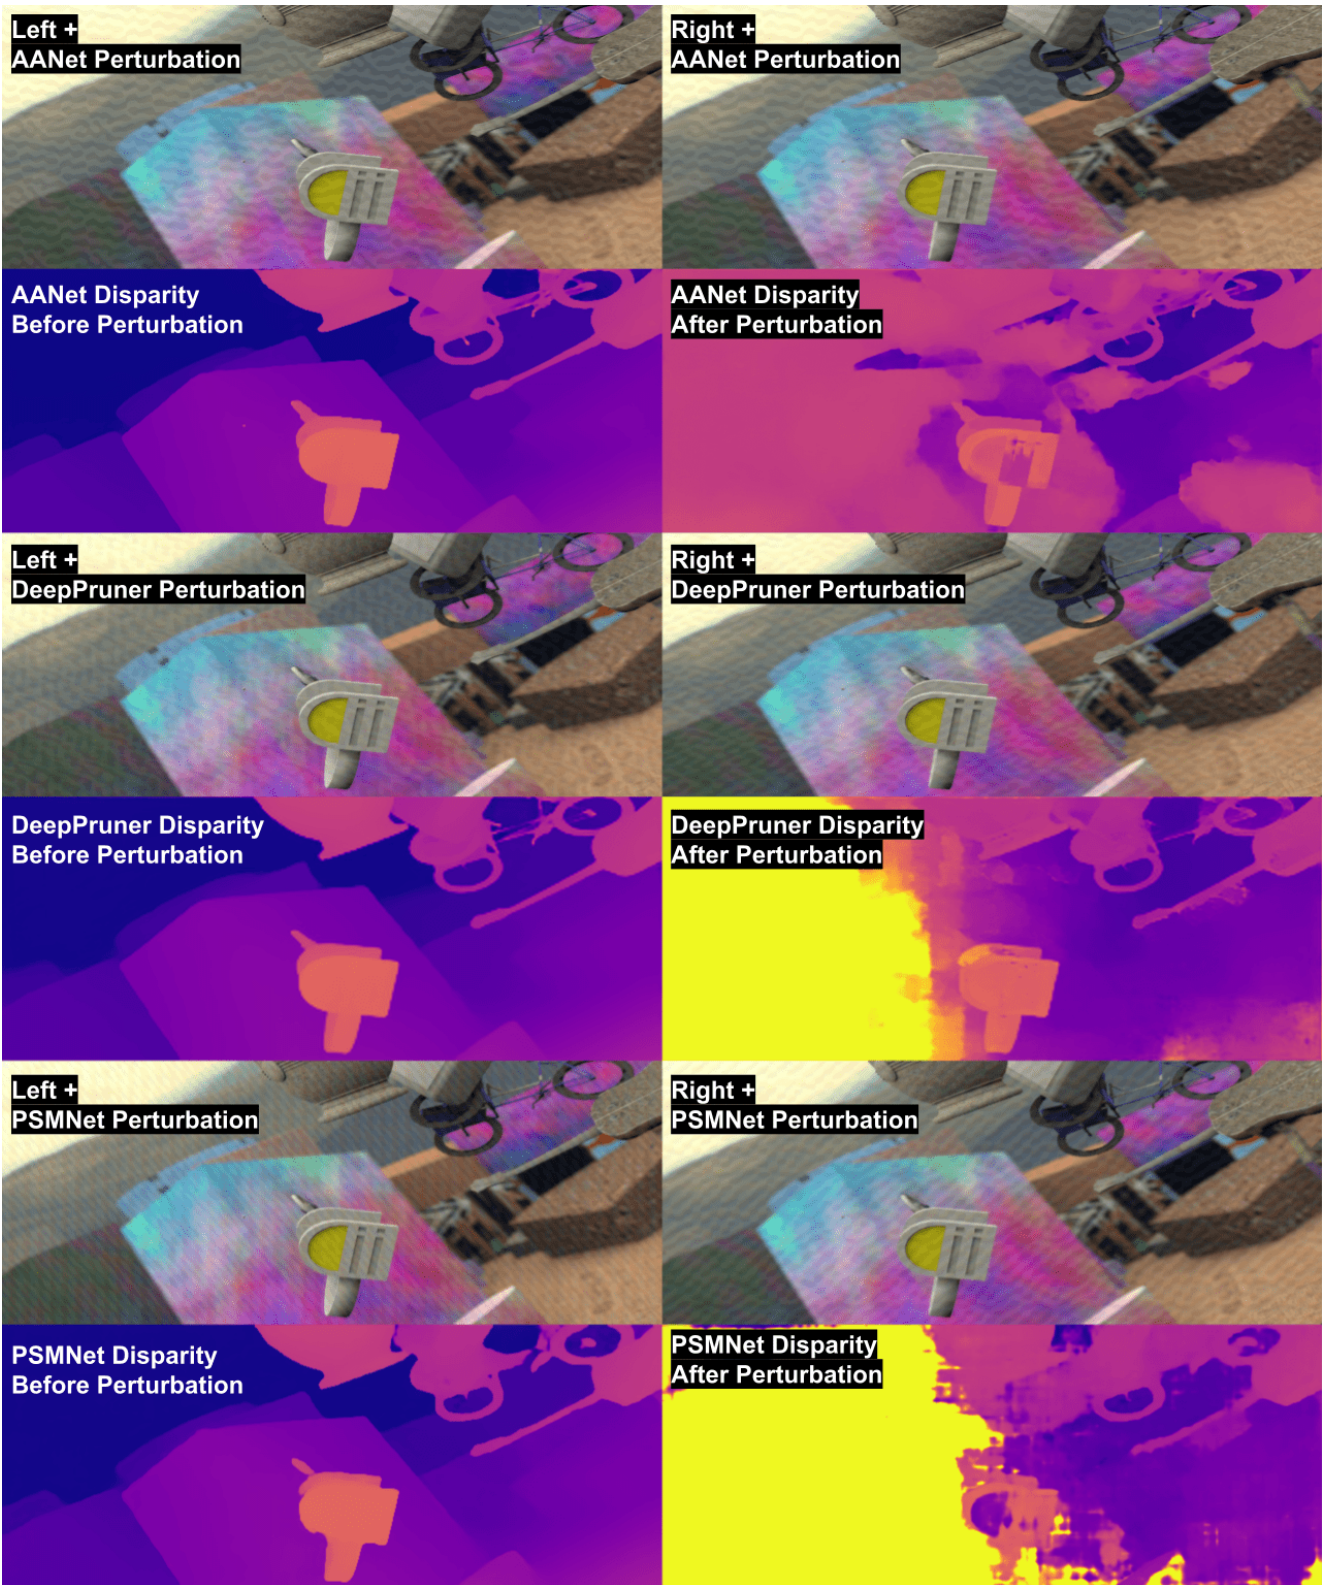 Left +
AANet Perturbation
Right +
AANet Perturbation
AANet Disparity
Before Perturbation
AANet Disparity
After Perturbation
Left +
DeepPruner Perturbation
Right +
DeepPruner Perturbation
DeepPruner Disparity
Before Perturbation
DeepPruner Disparity
After Perturbation
Left +
PSMNet Perturbation
Right +
PSMNet Perturbation
PSMNet Disparity
Before Perturbation
PSMNet Disparity
After Perturbation